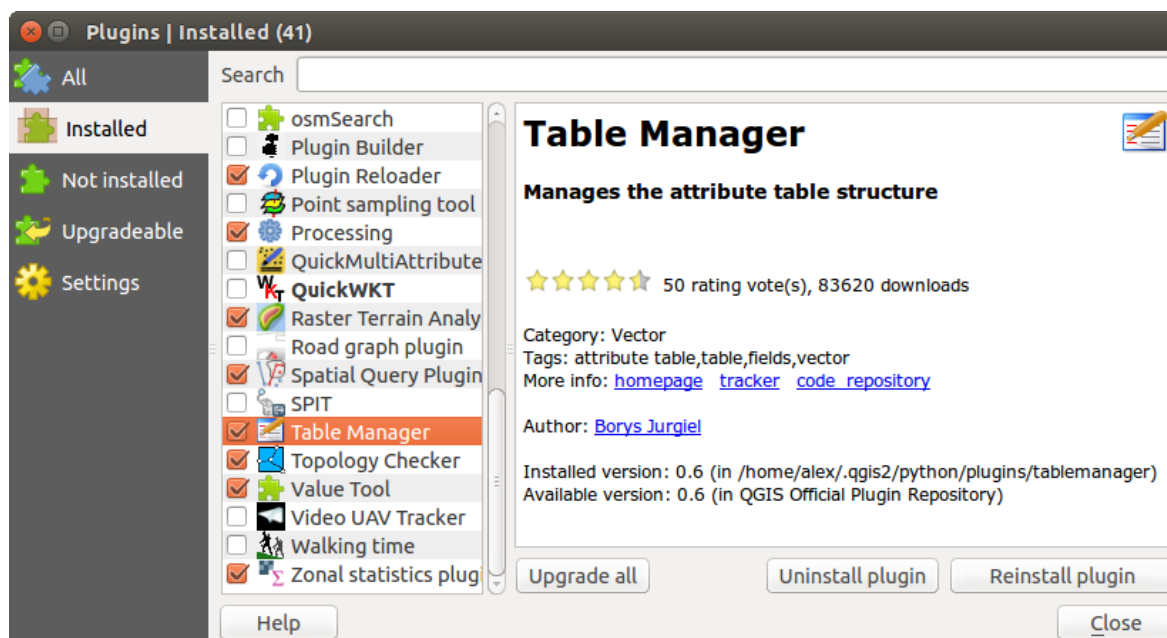 Plugins | Installed (41)
All
Installed
Not installed
Upgradeable
Settings
Search
osmSearch
Plugin Builder
Plugin Reloader
Point sampling tool
Processing
QuickMultiAttribute
WKT QuickWKT
Raster Terrain Analy
Road graph plugin
Spatial Query Plugin
SPIT
Table Manager
Topology Checker
Value Tool
Video UAV Tracker
Walking time
Σ Zonal statistics plugi
Table Manager
Manages the attribute table structure
50 rating vote(s), 83620 downloads
Category: Vector
Tags: attribute table,table,fields,vector
More info: homepage tracker code repository
Author: Borys Jurgiel
Installed version: 0.6 (in /home/alex/.qgis2/python/plugins/tablemanager)
Available version: 0.6 (in QGIS Official Plugin Repository)
Upgrade all
Uninstall plugin
Reinstall plugin
Help
Close